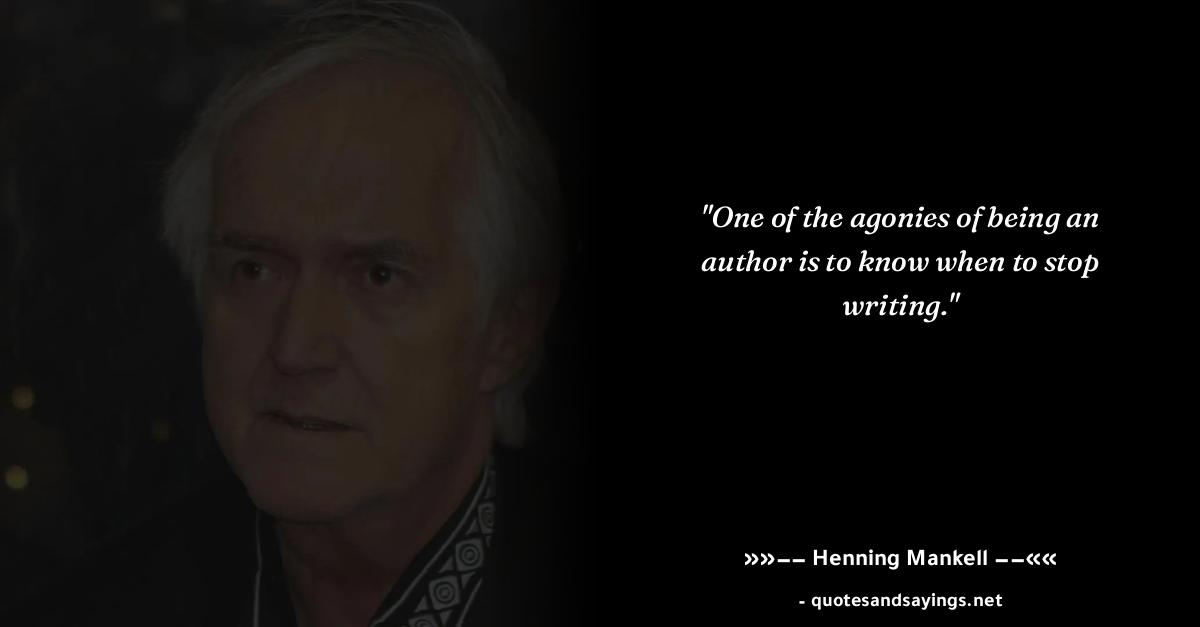 "One of the agonies of being an
author is to know when to stop
writing."
»»–– Henning Mankell ––««
- quotesandsayings.net